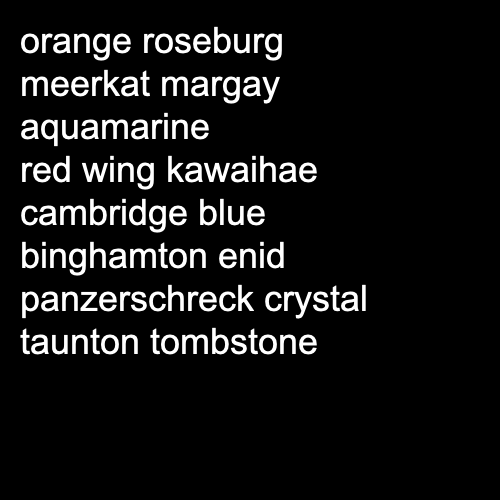 orange roseburg
meerkat margay
aquamarine
red wing kawaihae
cambridge blue
binghamton enid
panzerschreck crystal
taunton tombstone